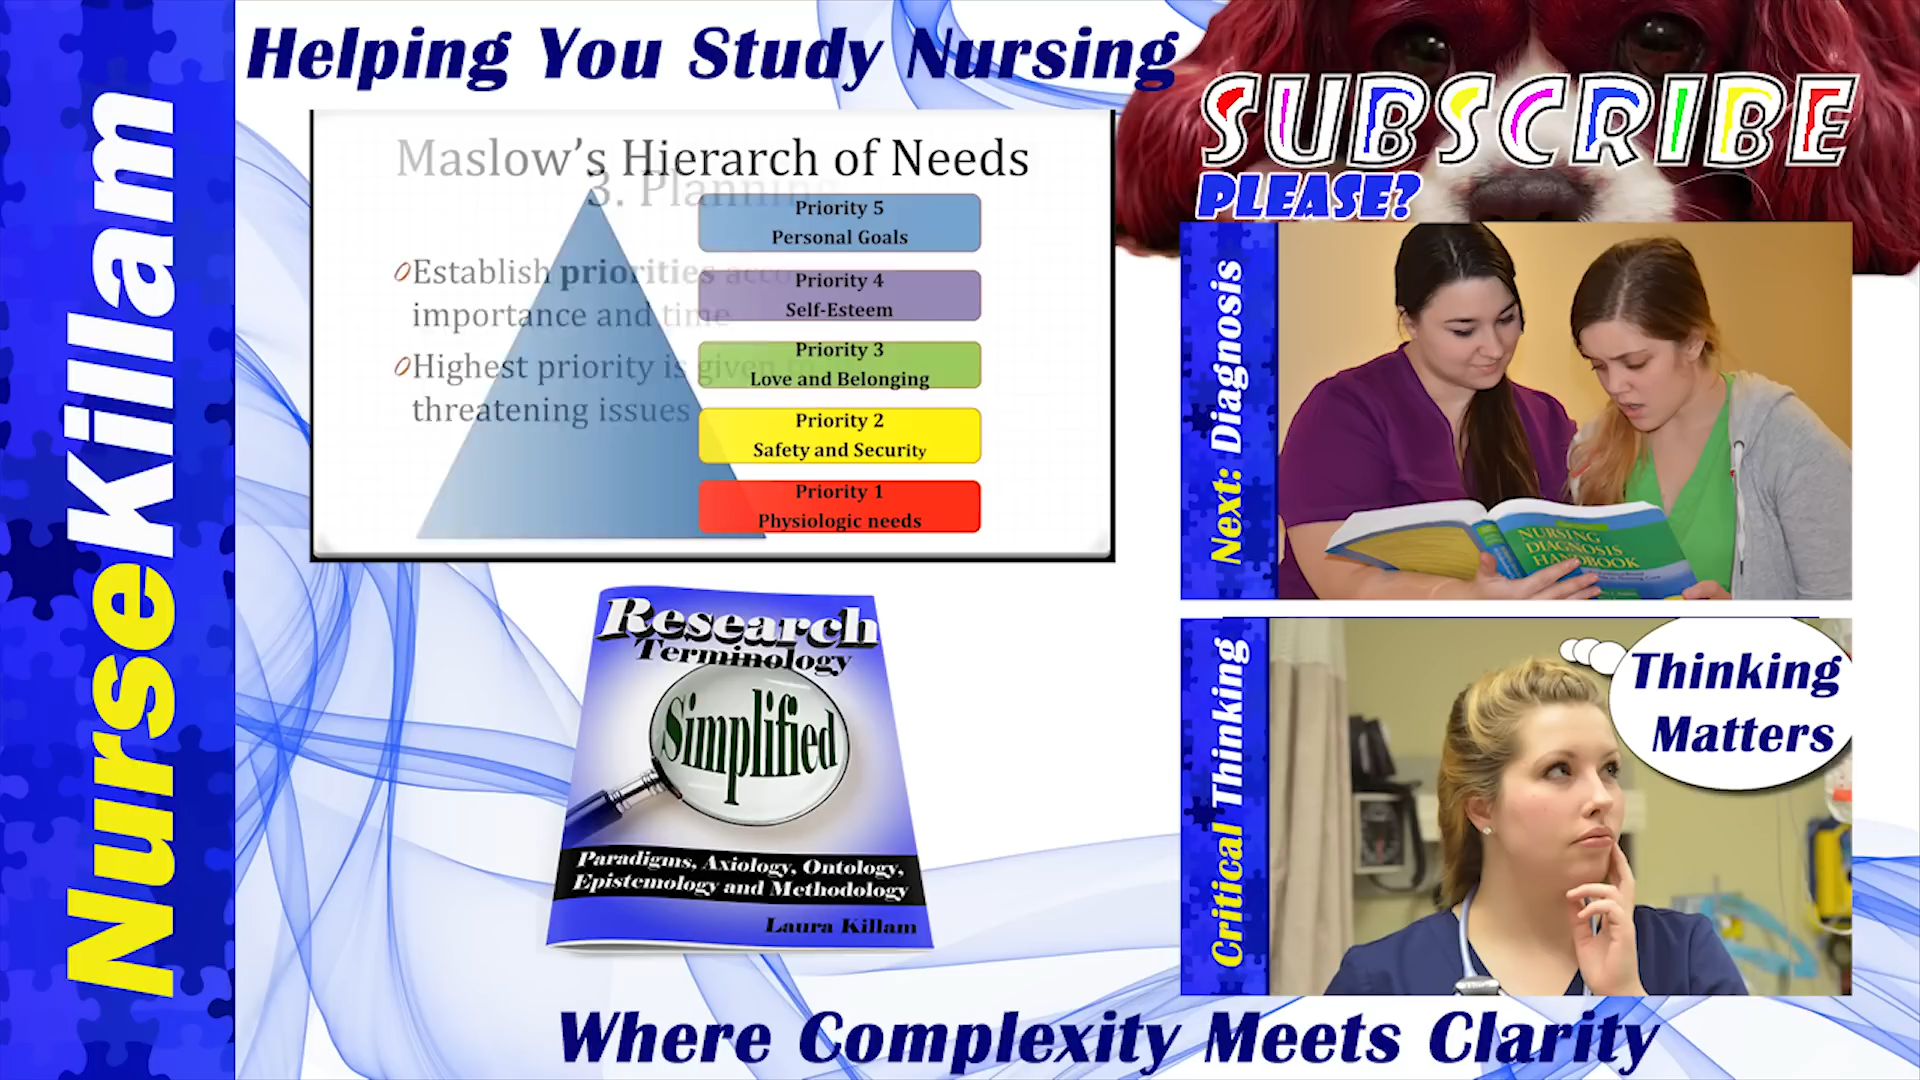 NurseKillam
Helping You Study Nursing
Maslow's Hierarch of Needs
3. Planning
Establish priorities
importance and time
Highest priority is given
threatening issues
Priority 5
Personal Goals
Priority 4
Self-Esteem
Priority 3
Love and Belonging
Priority 2
Safety and Security
Priority 1
Physiologic needs
Research
Terminology
Simplified
Paradigms, Axiology, Ontology,
Epistemology and Methodology
Laura Killam
SUBSCRIBE
PLEASE?
Next: Diagnosis
NURSING
DIAGNOSIS
HANDBOOK
Critical Thinking
Thinking
Matters
Where Complexity Meets Clarity